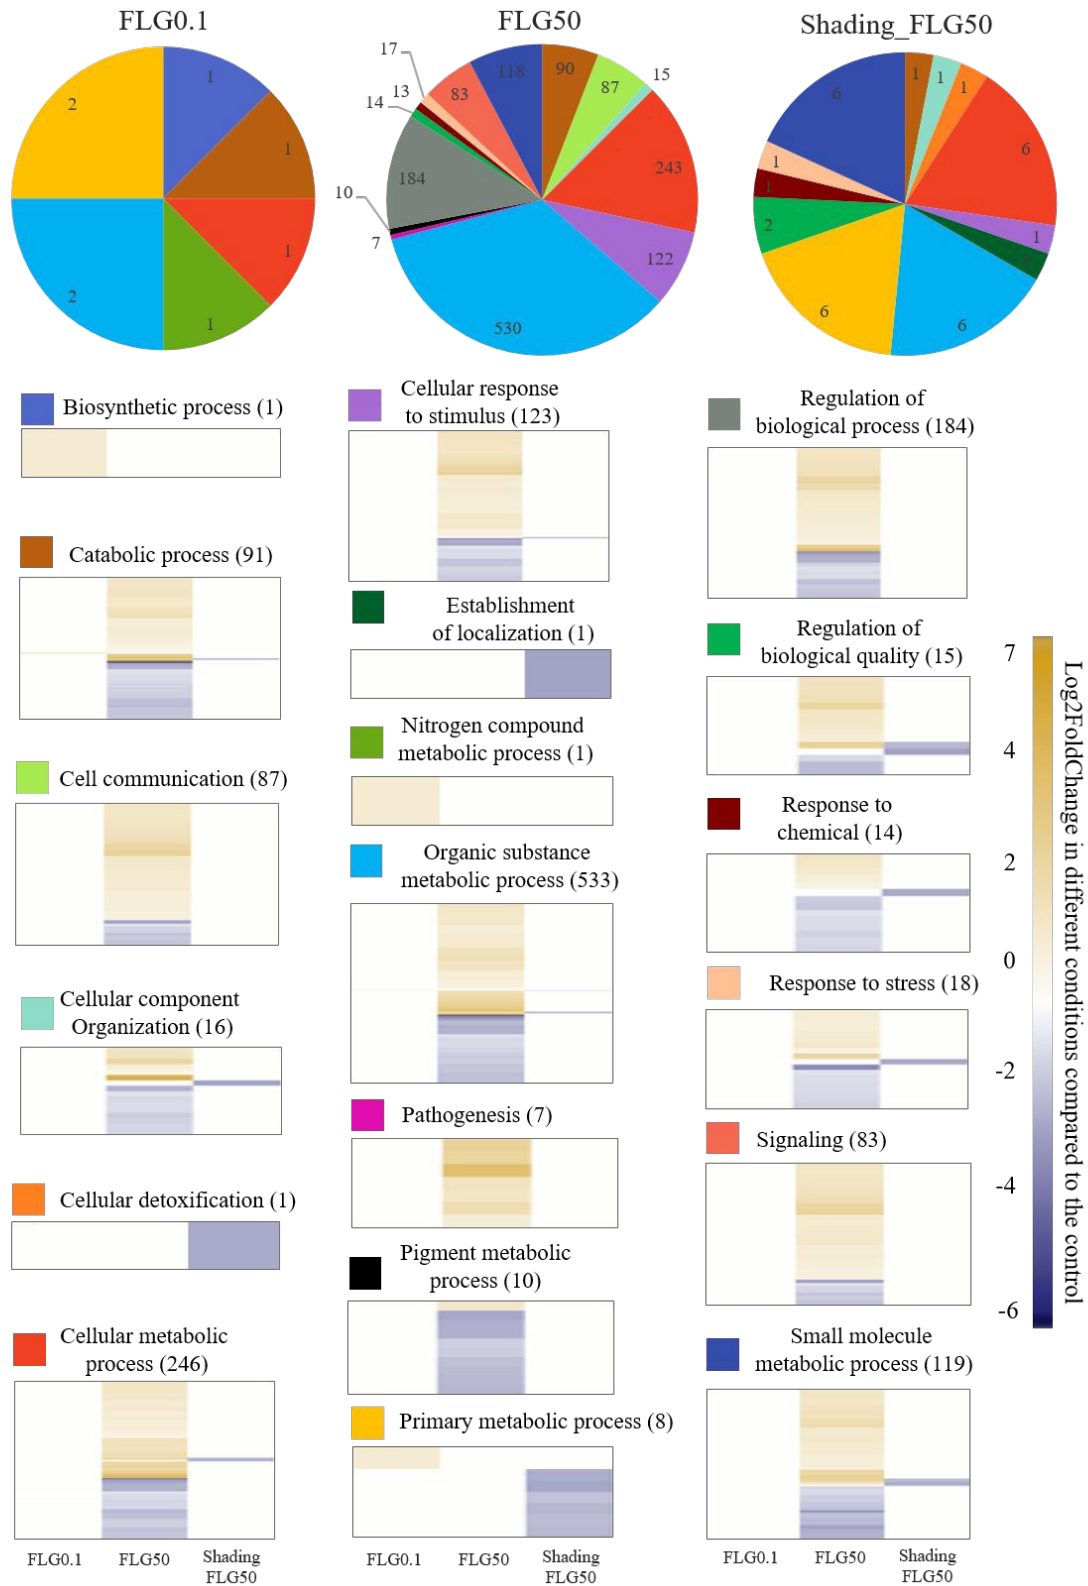 FLG0.1
FLG50
Shading_FLG50
1
1
1
1
2
2
90
87
15
243
122
530
7
10
184
14
13
17
83
118
1
1
1
6
1
6
6
2
1
1
6
Biosynthetic process (1)
Catabolic process (91)
Cell communication (87)
Cellular component
Organization (16)
Cellular detoxification (1)
Cellular metabolic
process (246)
FLG0.1
FLG50
Shading
FLG50
Cellular response
to stimulus (123)
Establishment
of localization (1)
Nitrogen compound
metabolic process (1)
Organic substance
metabolic process (533)
Pathogenesis (7)
Pigment metabolic
process (10)
Primary metabolic process (8)
FLG0.1
FLG50
Shading
FLG50
Regulation of
biological process (184)
Regulation of
biological quality (15)
Response to
chemical (14)
Response to stress (18)
Signaling (83)
Small molecule
metabolic process (119)
FLG0.1
FLG50
Shading
FLG50
7
4
2
0
-2
-4
-6
Log2FoldChange in different conditions compared to the control